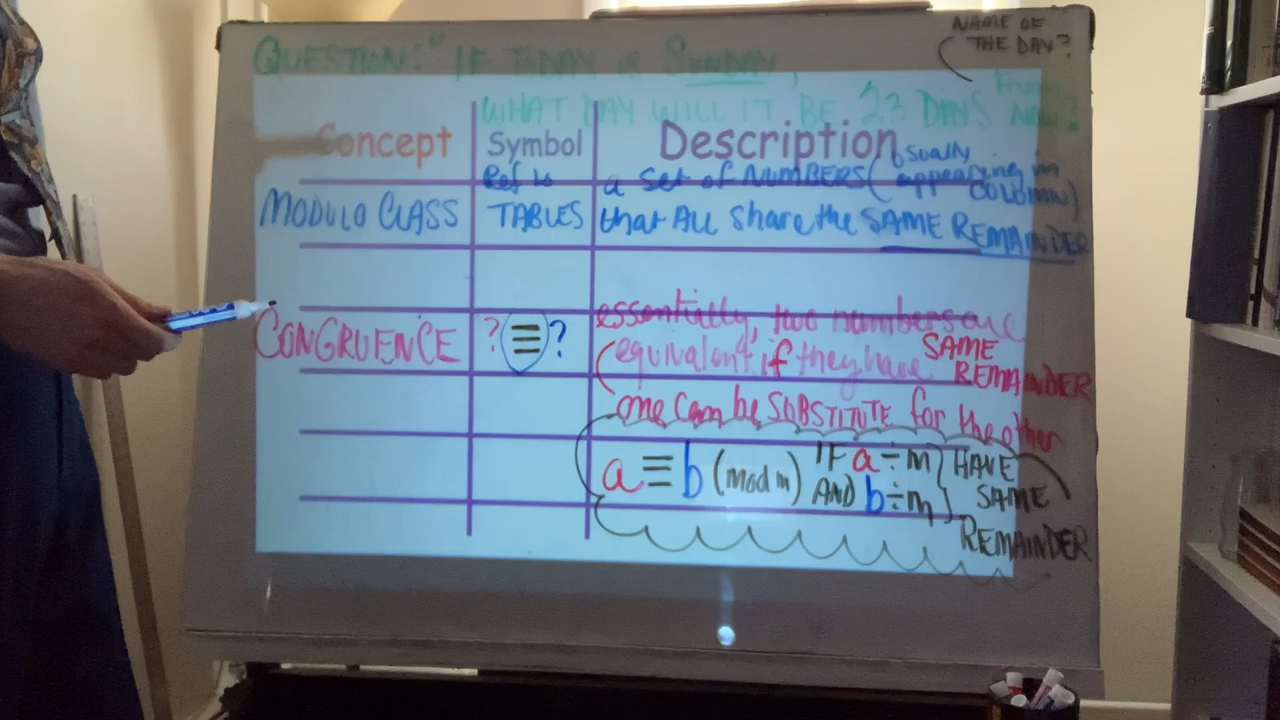 NAME OF
THE DAY?
QUESTION: "IF TODAY is SUNDAY,
WHAT DAY WILL IT BE 23 DAYS From NOW?
Concept Symbol Description
Ref to a set of NUMBERS (usually
appearing in
COLUMN)
MODULO CLASS TABLES that All share the SAME REMAINDER
essentially, two numbers are
CONGRUENCE ? ≡ ? (equivalent if they have SAME
REMAINDER
one can be SUBSTITUTE for the other
a ≡ b (mod m) IF a ÷ m HAVE
AND b ÷ m SAME
REMAINDER